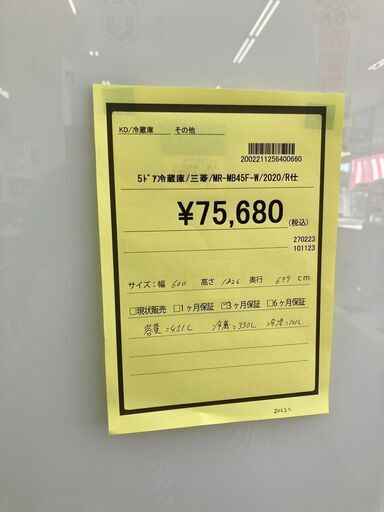 KD/冷蔵庫 その他
2002211256400660
5ﾄﾞｱ冷蔵庫/三菱/MR-MB45F-W/2020/R仕
¥75,680(税込)
270223
101123
サイズ:幅 600 高さ 1826 奥行 699 cm
□現状販売 □1ヶ月保証 ☑3ヶ月保証 □6ヶ月保証
容量=451L 冷蔵=330L 冷凍=121L
2023.11